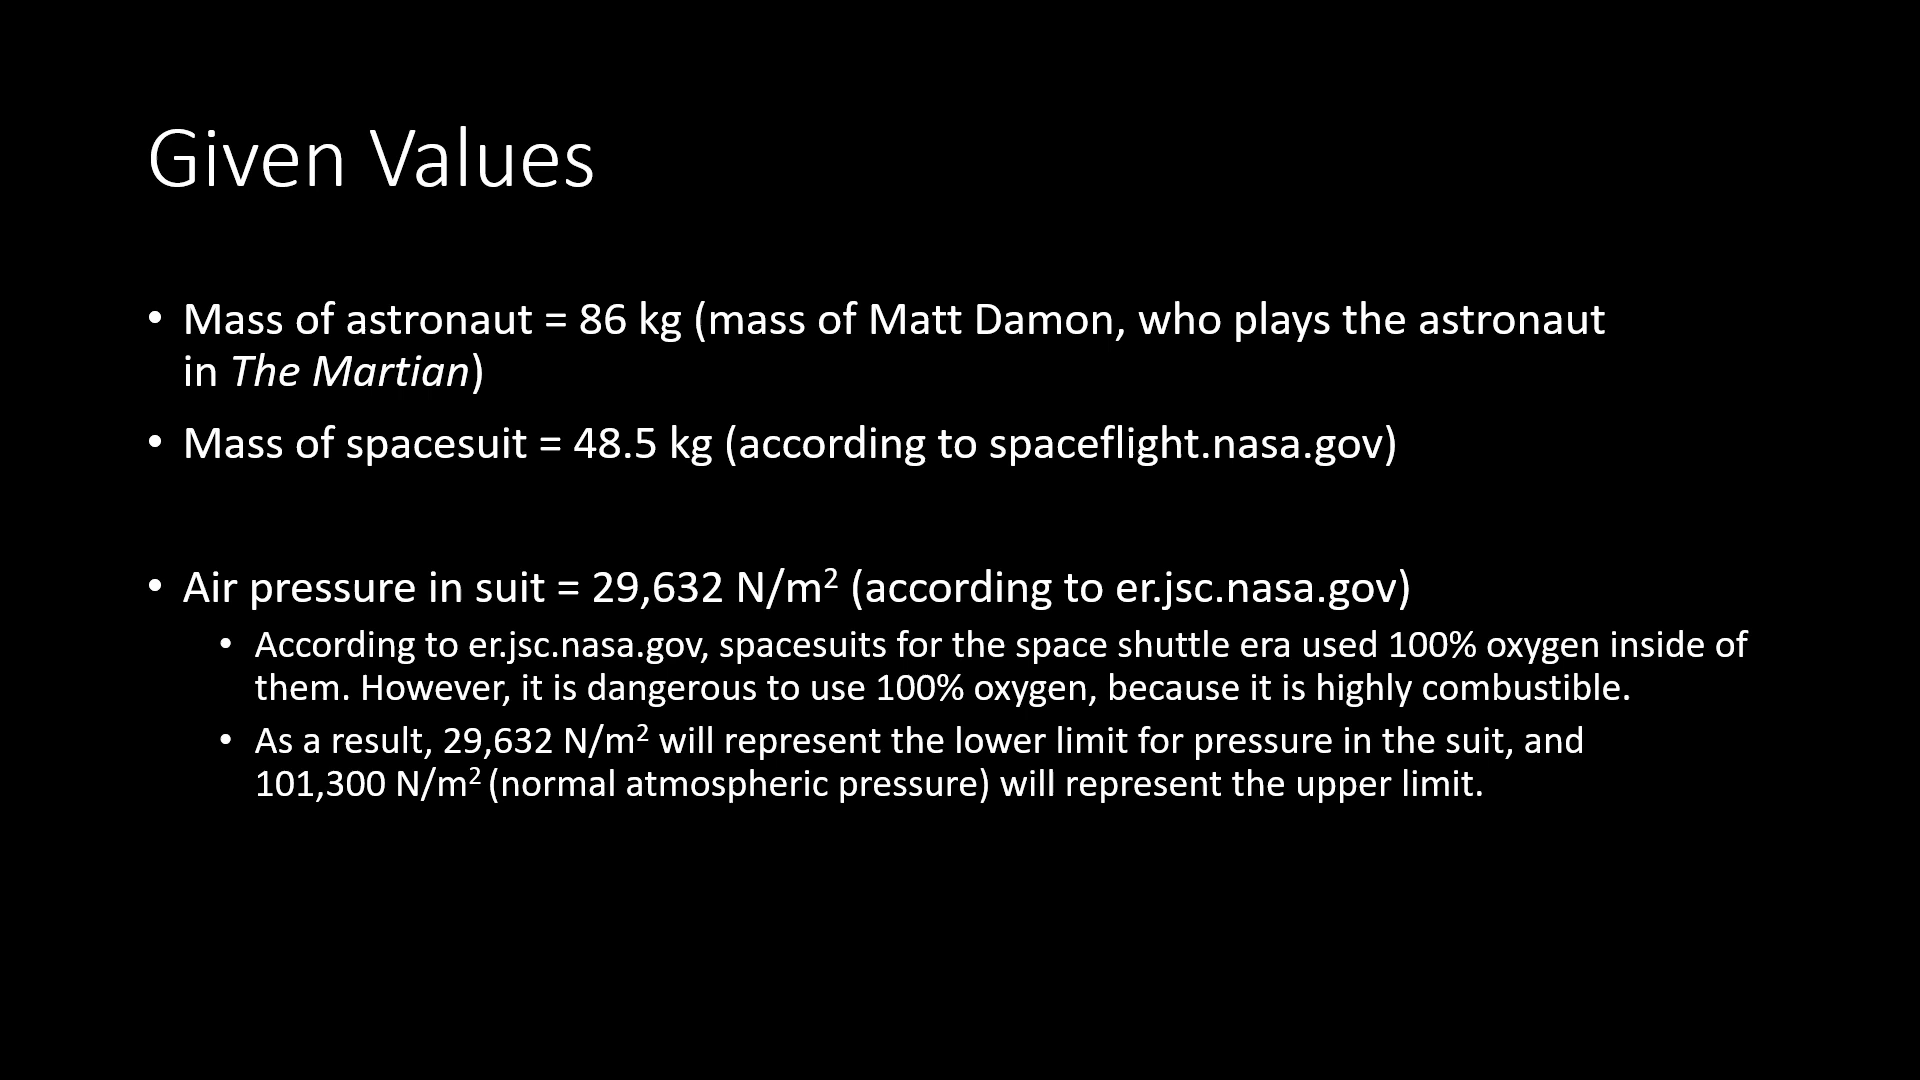 Given Values
• Mass of astronaut = 86 kg (mass of Matt Damon, who plays the astronaut
in The Martian)
• Mass of spacesuit = 48.5 kg (according to spaceflight.nasa.gov)
• Air pressure in suit = 29,632 N/m² (according to er.jsc.nasa.gov)
• According to er.jsc.nasa.gov, spacesuits for the space shuttle era used 100% oxygen inside of
them. However, it is dangerous to use 100% oxygen, because it is highly combustible.
• As a result, 29,632 N/m² will represent the lower limit for pressure in the suit, and
101,300 N/m² (normal atmospheric pressure) will represent the upper limit.